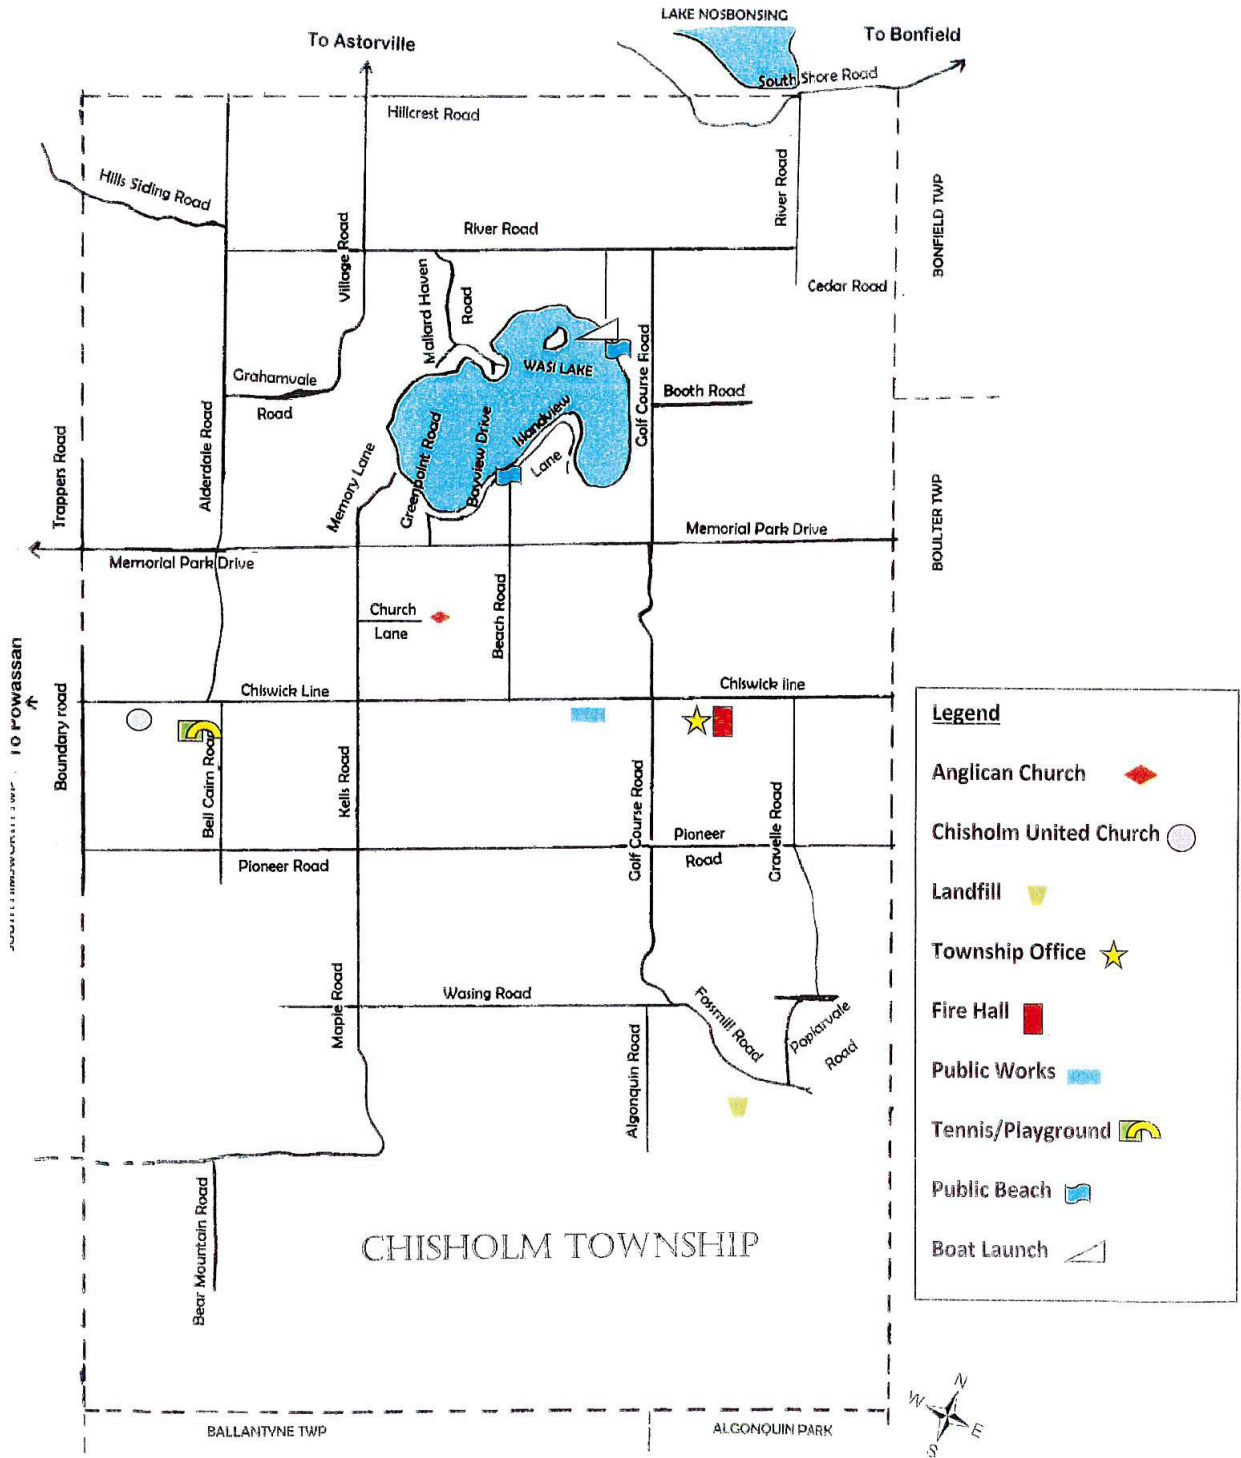 LAKE NOSBONSING
To Astorville
To Bonfield
South Shore Road
Hillcrest Road
Hills Siding Road
River Road
River Road
Village Road
BONFIELD TWP
Mallard Haven
Road
Cedar Road
WASI LAKE
Grahamvale
Road
Golf Course Road
Booth Road
Alderdale Road
Trappers Road
Memory Lane
Greenpoint Road
Bayview Drive
Islandview
Lane
BOULTER TWP
Memorial Park Drive
Memorial Park Drive
Church
Lane
Beach Road
To Powassan
Boundary road
Chiswick Line
Chiswick line
Bell Cairn Road
Kells Road
Golf Course Road
Gravelle Road
Pioneer Road
Pioneer
Road
Maple Road
Wasing Road
Algonquin Road
Fossmill Road
Poplarvale
Road
Bear Mountain Road
CHISHOLM TOWNSHIP
BALLANTYNE TWP
ALGONQUIN PARK
Legend
Anglican Church
Chisholm United Church
Landfill
Township Office
Fire Hall
Public Works
Tennis/Playground
Public Beach
Boat Launch
N
W
E
S